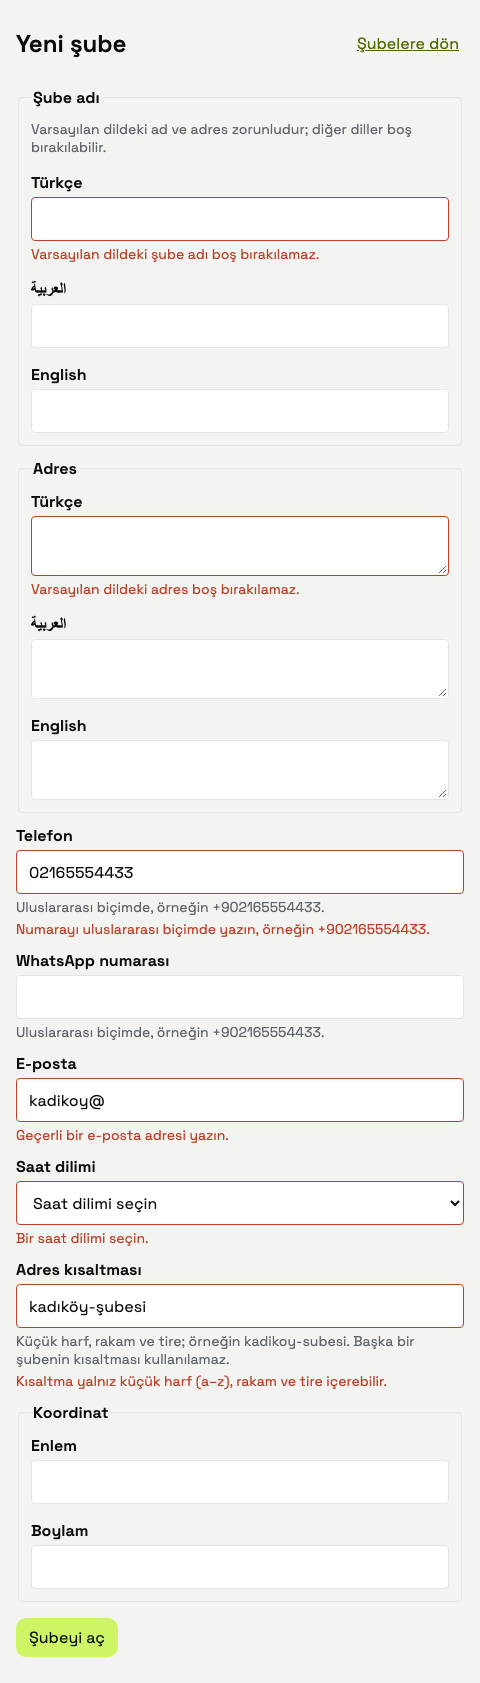 Yeni şube
Şubelere dön
Şube adı
Varsayılan dildeki ad ve adres zorunludur; diğer diller boş
bırakılabilir.
Türkçe
Varsayılan dildeki şube adı boş bırakılamaz.
العربية
English
Adres
Türkçe
Varsayılan dildeki adres boş bırakılamaz.
العربية
English
Telefon
02165554433
Uluslararası biçimde, örneğin +902165554433.
Numarayı uluslararası biçimde yazın, örneğin +902165554433.
WhatsApp numarası
Uluslararası biçimde, örneğin +902165554433.
E-posta
kadikoy@
Geçerli bir e-posta adresi yazın.
Saat dilimi
Saat dilimi seçin
Bir saat dilimi seçin.
Adres kısaltması
kadıköy-şubesi
Küçük harf, rakam ve tire; örneğin kadikoy-subesi. Başka bir
şubenin kısaltması kullanılamaz.
Kısaltma yalnız küçük harf (a–z), rakam ve tire içerebilir.
Koordinat
Enlem
Boylam
Şubeyi aç